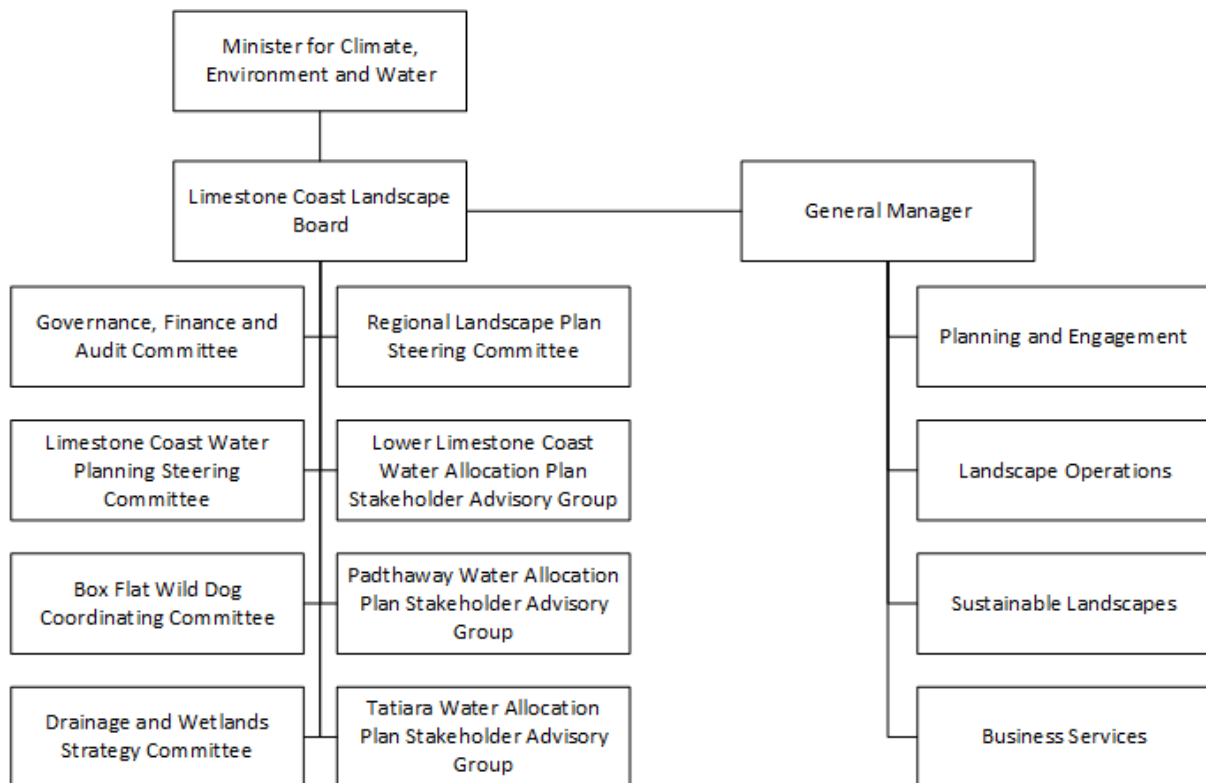 Minister for Climate,
Environment and Water
Limestone Coast Landscape
Board
General Manager
Governance, Finance and
Audit Committee
Regional Landscape Plan
Steering Committee
Planning and Engagement
Limestone Coast Water
Planning Steering
Committee
Lower Limestone Coast
Water Allocation Plan
Stakeholder Advisory Group
Landscape Operations
Box Flat Wild Dog
Coordinating Committee
Padthaway Water Allocation
Plan Stakeholder Advisory
Group
Sustainable Landscapes
Drainage and Wetlands
Strategy Committee
Tatiara Water Allocation
Plan Stakeholder Advisory
Group
Business Services